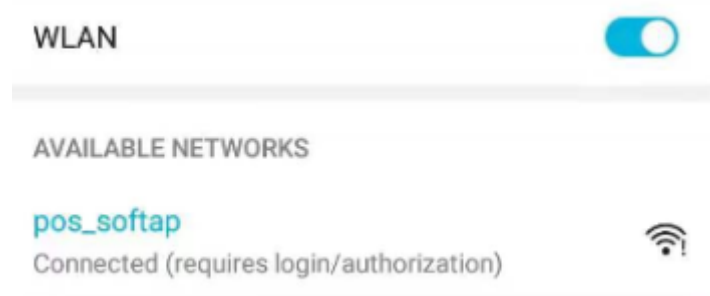 WLAN
AVAILABLE NETWORKS
pos_softap
Connected (requires login/authorization)